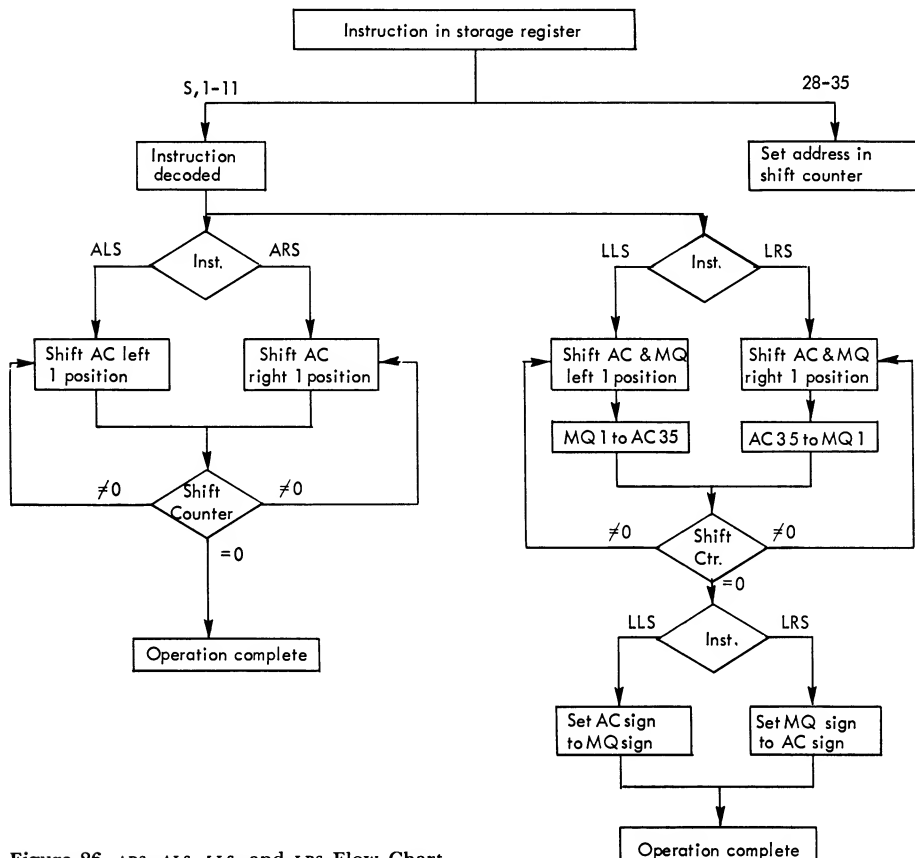 Instruction in storage register
S, 1-11
28-35
Instruction
decoded
Set address in
shift counter
ALS
Inst.
ARS
LLS
Inst.
LRS
Shift AC left
1 position
Shift AC
right 1 position
Shift AC & MQ
left 1 position
Shift AC & MQ
right 1 position
MQ 1 to AC35
AC35 to MQ 1
≠0
Shift
Counter
≠0
=0
≠0
Shift
Ctr.
≠0
=0
LLS
Inst.
LRS
Operation complete
Set AC sign
to MQ sign
Set MQ sign
to AC sign
Operation complete
Figure 26. ARS, ALS, LLS, and LRS Flow Chart